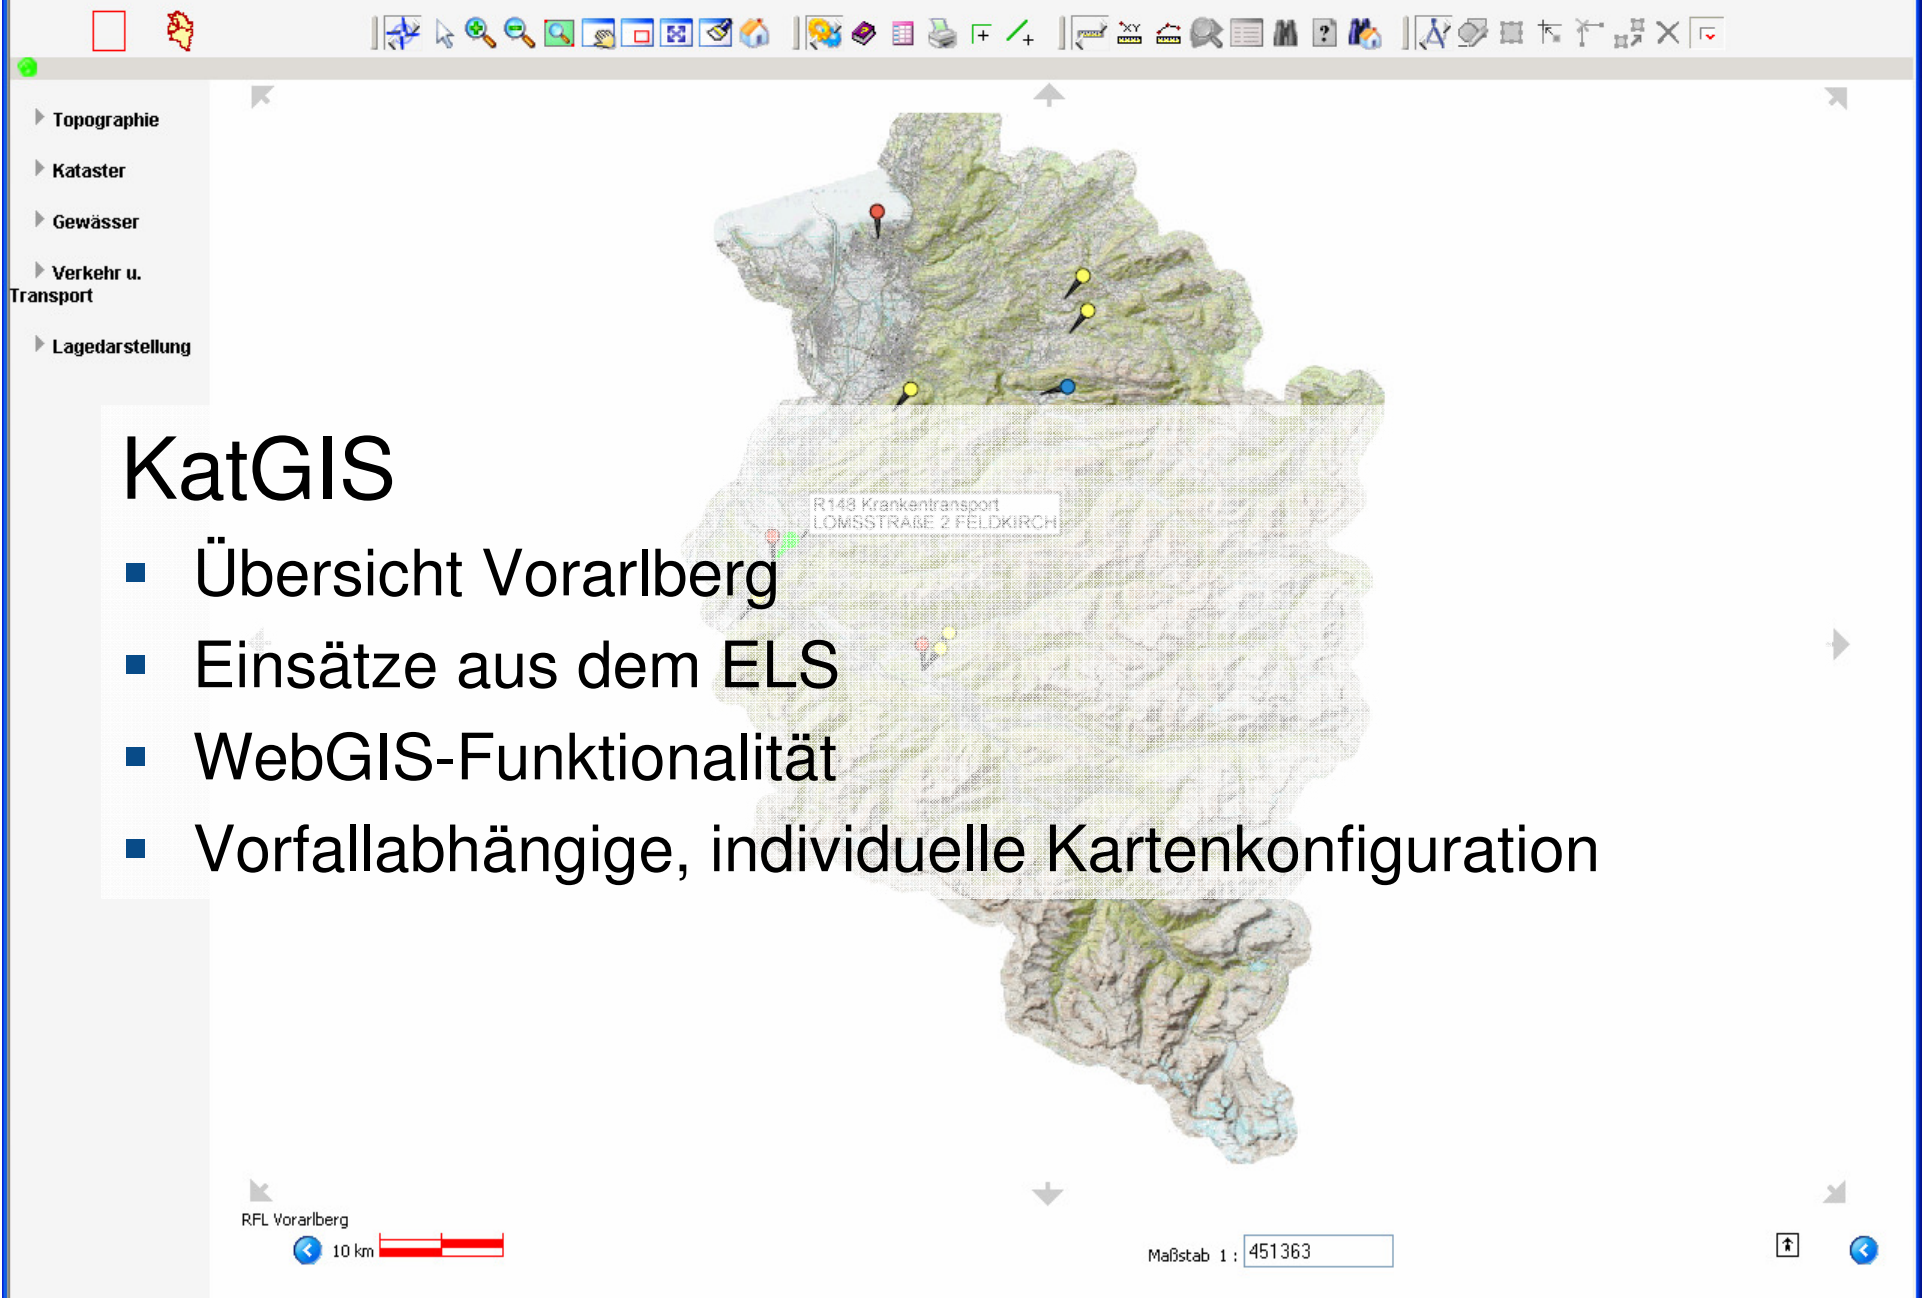 XY
?
Topographie
Kataster
Gewässer
Verkehr u.
Transport
Lagedarstellung
KatGIS
R148 Krankentransport
LOMSSTRAßE 2 FELDKIRCH
Übersicht Vorarlberg
Einsätze aus dem ELS
WebGIS-Funktionalität
Vorfallabhängige, individuelle Kartenkonfiguration
RFL Vorarlberg
10 km
Maßstab 1 : 451363